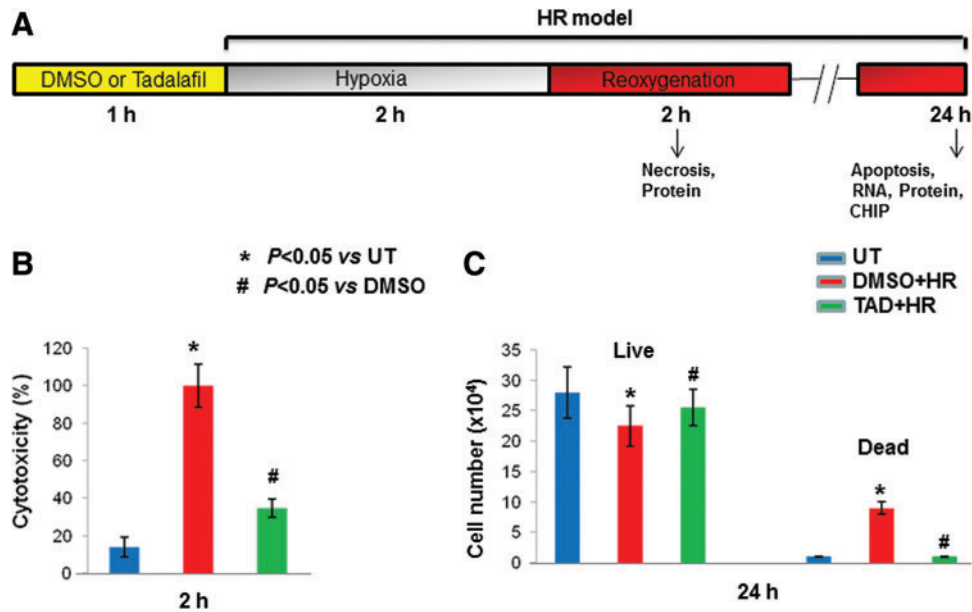 A
HR model
DMSO or Tadalafil
Hypoxia
Reoxygenation
1 h
2 h
2 h
24 h
Necrosis,
Protein
Apoptosis,
RNA, Protein,
CHIP
B
* P<0.05 vs UT
# P<0.05 vs DMSO
Cytotoxicity (%)
120
100
80
60
40
20
0
*
#
2 h
C
UT
DMSO+HR
TAD+HR
Cell number (x10⁴)
35
30
25
20
15
10
5
0
Live
*
#
Dead
*
#
24 h